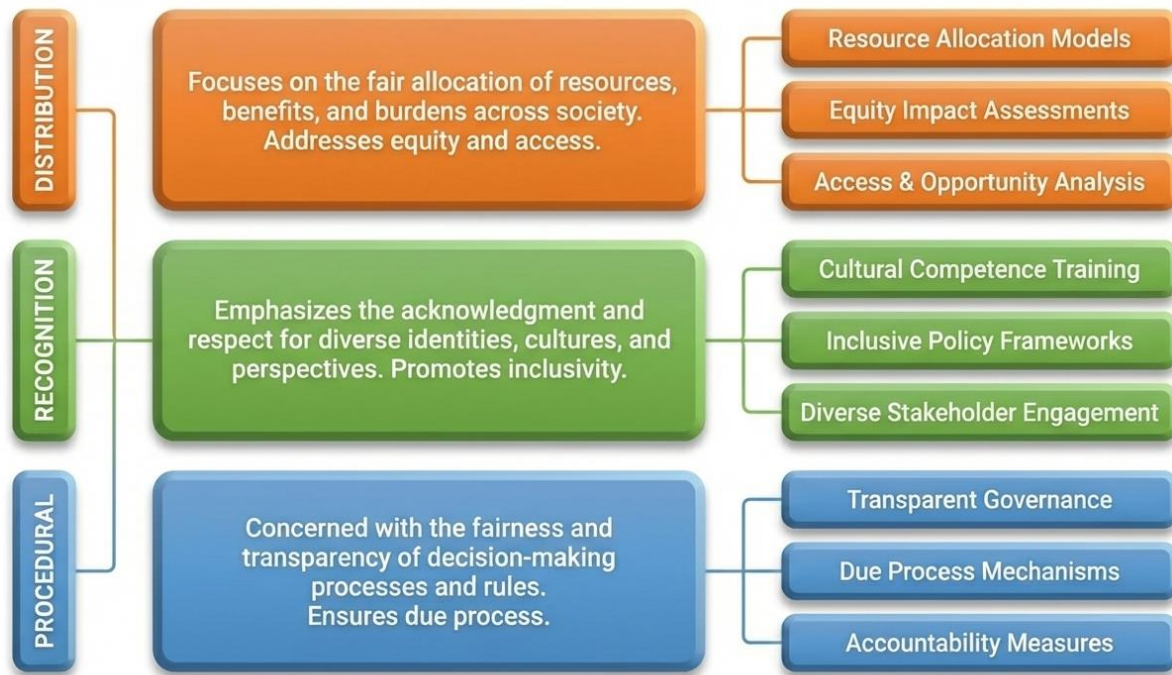 DISTRIBUTION
Focuses on the fair allocation of resources,
benefits, and burdens across society.
Addresses equity and access.
Resource Allocation Models
Equity Impact Assessments
Access & Opportunity Analysis
RECOGNITION
Emphasizes the acknowledgment and
respect for diverse identities, cultures, and
perspectives. Promotes inclusivity.
Cultural Competence Training
Inclusive Policy Frameworks
Diverse Stakeholder Engagement
PROCEDURAL
Concerned with the fairness and
transparency of decision-making
processes and rules.
Ensures due process.
Transparent Governance
Due Process Mechanisms
Accountability Measures